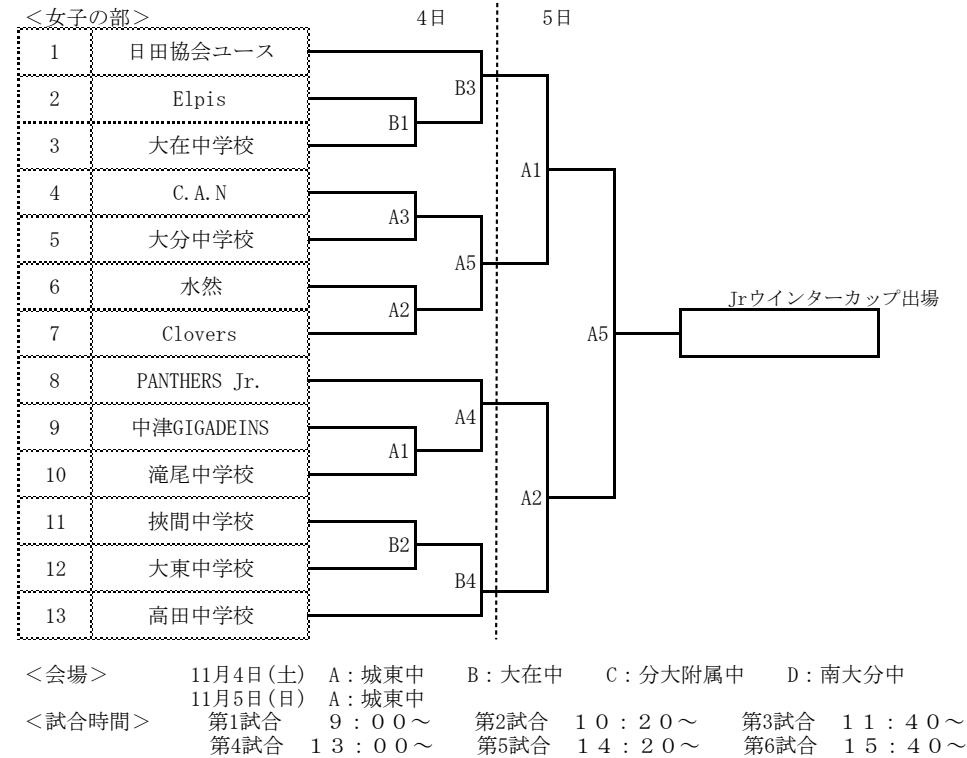 ＜女子の部＞ 4日 5日
1 日田協会ユース
B3
2 Elpis
B1
3 大在中学校
A1
4 C.A.N
A3
5 大分中学校
A5
6 水然
Jrウインターカップ出場
A2
7 Clovers
A5
8 PANTHERS Jr.
A4
9 中津GIGADEINS
A1
10 滝尾中学校
A2
11 挾間中学校
B2
12 大東中学校
B4
13 高田中学校
＜会場＞ 11月4日(土) A：城東中 B：大在中 C：分大附属中 D：南大分中
11月5日(日) A：城東中
＜試合時間＞ 第1試合 ９：００～ 第2試合 １０：２０～ 第3試合 １１：４０～
第4試合 １３：００～ 第5試合 １４：２０～ 第6試合 １５：４０～